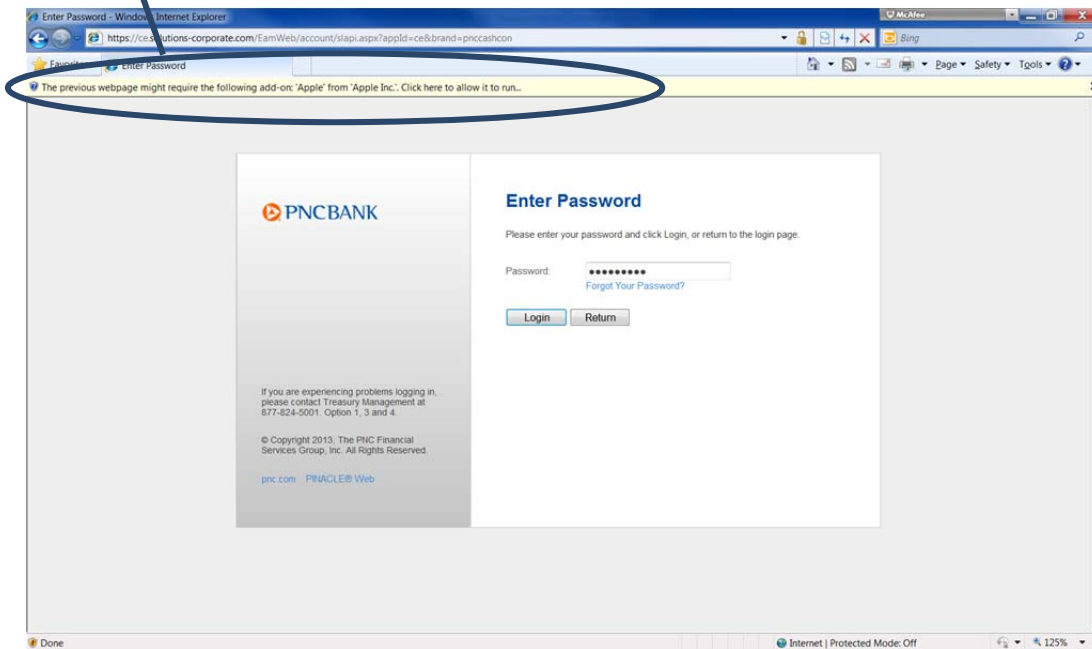 Enter Password - Windows Internet Explorer
McAfee
https://ce.solutions-corporate.com/EamWeb/account/slapi.aspx?appId=ce&brand=pnccashcon
Bing
Favorites
Enter Password
Page Safety Tools
The previous webpage might require the following add-on: 'Apple' from 'Apple Inc.'. Click here to allow it to run...
PNCBANK
Enter Password
Please enter your password and click Login, or return to the login page.
Password:
Forgot Your Password?
Login Return
If you are experiencing problems logging in,
please contact Treasury Management at
877-824-5001. Option 1, 3 and 4.
© Copyright 2013, The PNC Financial
Services Group, Inc. All Rights Reserved.
pnc.com PINACLE® Web
Done
Internet | Protected Mode: Off
125%